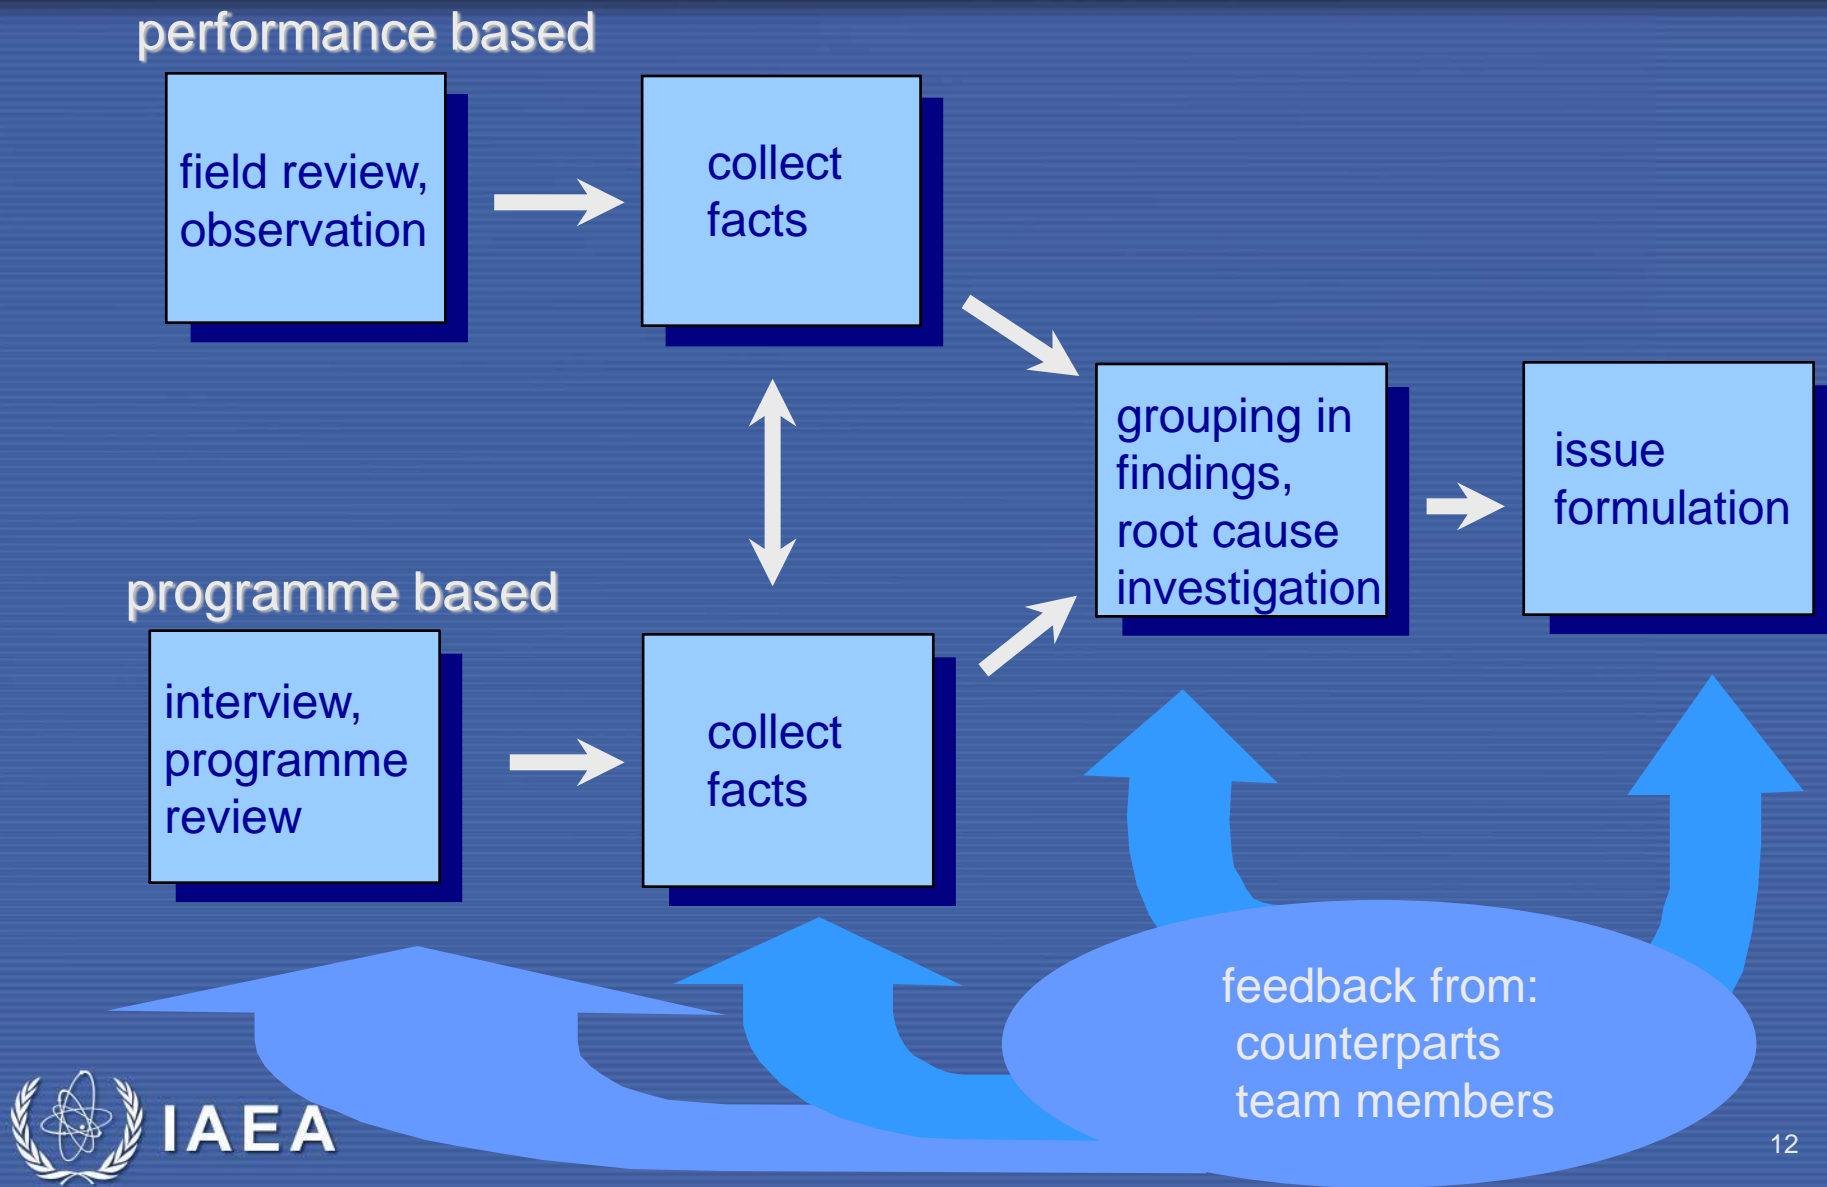 performance based
field review,
observation
collect
facts
grouping in
findings,
root cause
investigation
issue
formulation
programme based
interview,
programme
review
collect
facts
feedback from:
counterparts
team members
IAEA
12